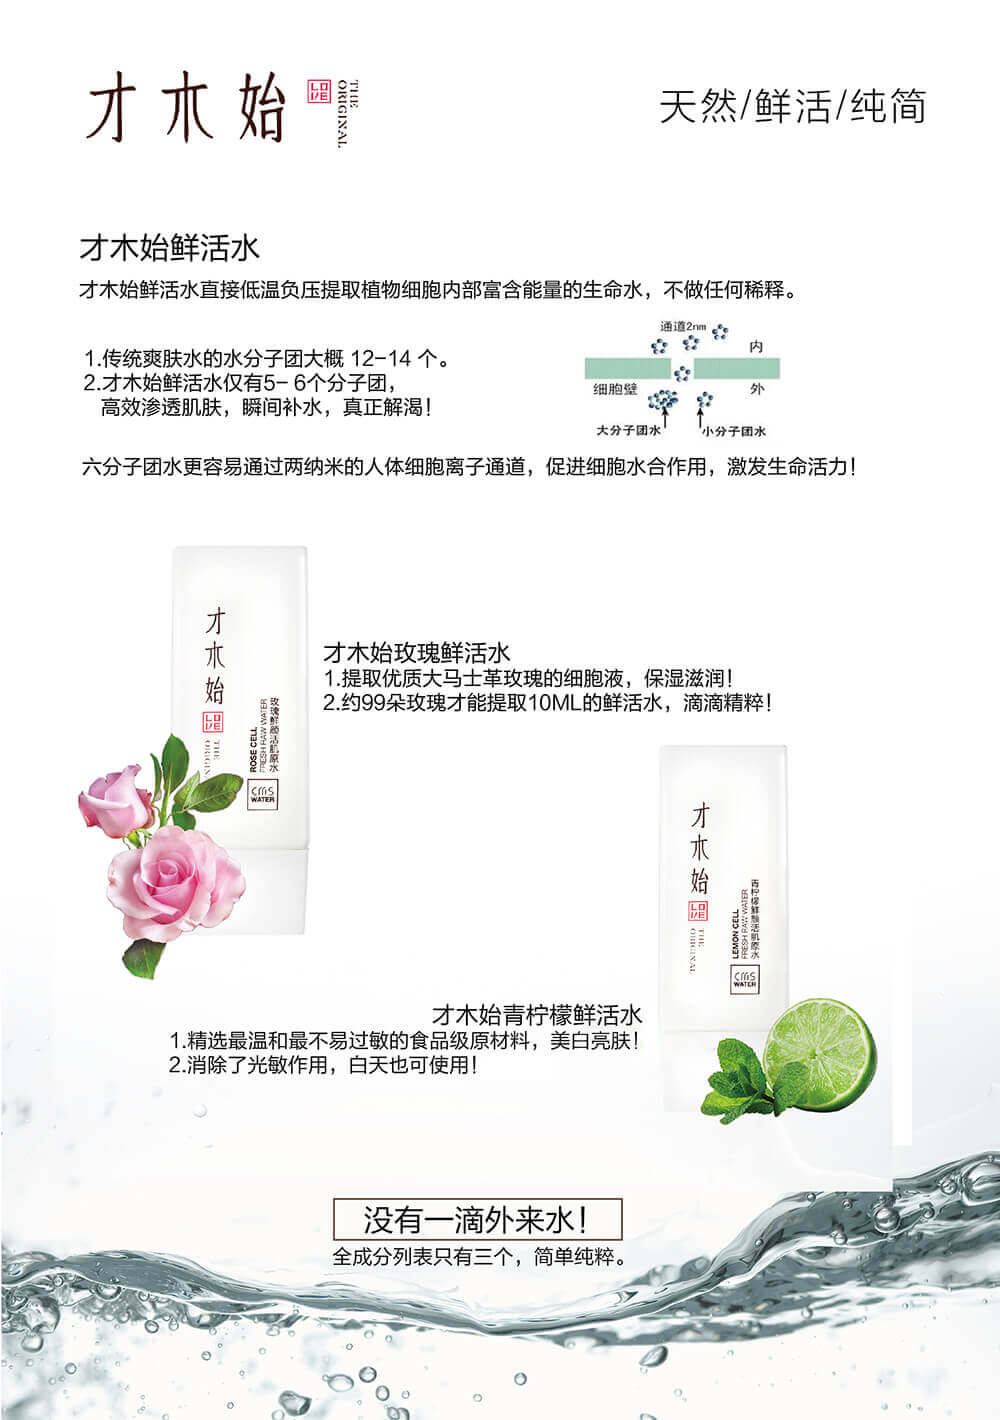 才木始
LOVE
THE ORIGINAL
天然/鲜活/纯简
才木始鲜活水
才木始鲜活水直接低温负压提取植物细胞内部富含能量的生命水，不做任何稀释。
1.传统爽肤水的水分子团大概 12-14 个。
2.才木始鲜活水仅有5- 6个分子团，
高效渗透肌肤，瞬间补水，真正解渴！
通道2nm
内
细胞壁
外
大分子团水
小分子团水
六分子团水更容易通过两纳米的人体细胞离子通道，促进细胞水合作用，激发生命活力！
才木始
LOVE
THE ORIGIN
玫瑰鲜颜活肌原水
ROSE CELL
FRESH RAW WATER
CMS
WATER
才木始玫瑰鲜活水
1.提取优质大马士革玫瑰的细胞液，保湿滋润！
2.约99朵玫瑰才能提取10ML的鲜活水，滴滴精粹！
才木始
LOVE
THE ORIGINAL
青柠檬鲜颜活肌原水
LEMON CELL
FRESH RAW WATER
CMS
WATER
才木始青柠檬鲜活水
1.精选最温和最不易过敏的食品级原材料，美白亮肤！
2.消除了光敏作用，白天也可使用！
没有一滴外来水！
全成分列表只有三个，简单纯粹。